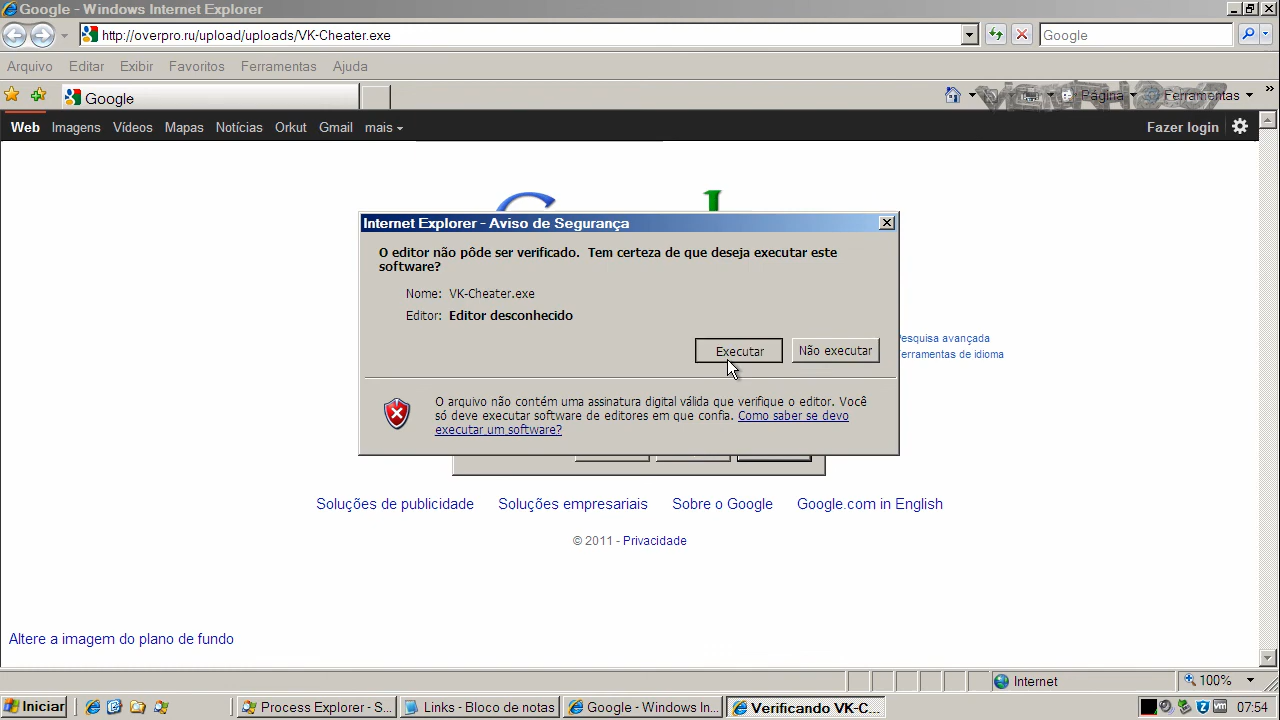 Google - Windows Internet Explorer
http://overpro.ru/upload/uploads/VK-Cheater.exe
Google
Arquivo Editar Exibir Favoritos Ferramentas Ajuda
Google
Página Ferramentas
Web Imagens Vídeos Mapas Notícias Orkut Gmail mais
Fazer login
Internet Explorer - Aviso de Segurança
O editor não pôde ser verificado. Tem certeza de que deseja executar este
software?
Nome: VK-Cheater.exe
Editor: Editor desconhecido
Executar Não executar
esquisa avançada
erramentas de idioma
O arquivo não contém uma assinatura digital válida que verifique o editor. Você
só deve executar software de editores em que confia. Como saber se devo
executar um software?
Soluções de publicidade Soluções empresariais Sobre o Google Google.com in English
© 2011 - Privacidade
Altere a imagem do plano de fundo
Internet
100%
Iniciar
Process Explorer - S...
Links - Bloco de notas
Google - Windows In...
Verificando VK-C...
07:54